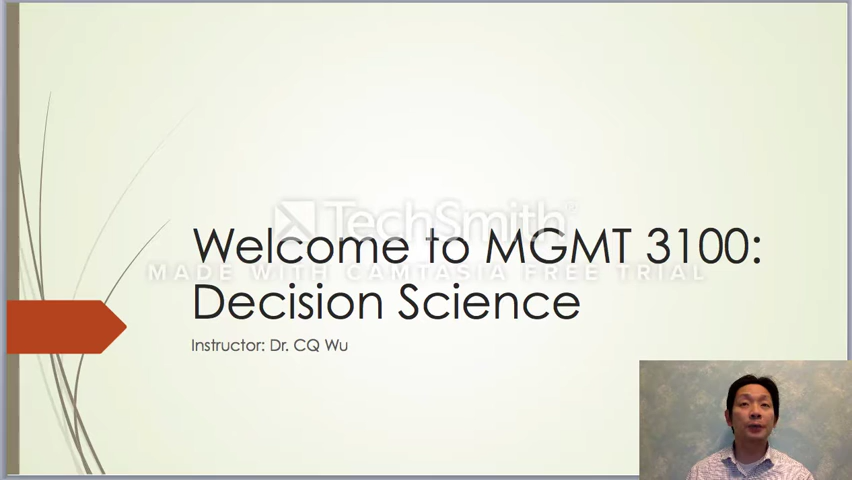 TechSmith®
Welcome to MGMT 3100:
MADE WITH CAMTASIA FREE TRIAL
Decision Science
Instructor: Dr. CQ Wu